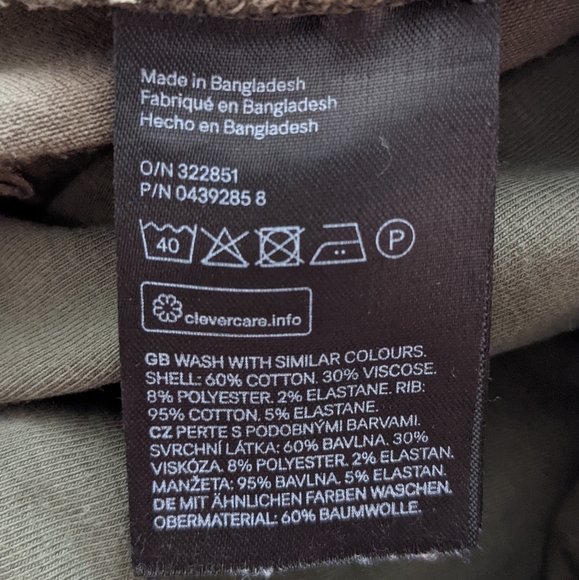 Made in Bangladesh
Fabriqué en Bangladesh
Hecho en Bangladesh
O/N 322851
P/N 0439285 8
40 P
clevercare.info
GB WASH WITH SIMILAR COLOURS.
SHELL: 60% COTTON. 30% VISCOSE.
8% POLYESTER. 2% ELASTANE. RIB:
95% COTTON. 5% ELASTANE.
CZ PERTE S PODOBNÝMI BARVAMI.
SVRCHNÍ LÁTKA: 60% BAVLNA. 30%
VISKÓZA. 8% POLYESTER. 2% ELASTAN.
MANŽETA: 95% BAVLNA. 5% ELASTAN.
DE MIT ÄHNLICHEN FARBEN WASCHEN.
OBERMATERIAL: 60% BAUMWOLLE.